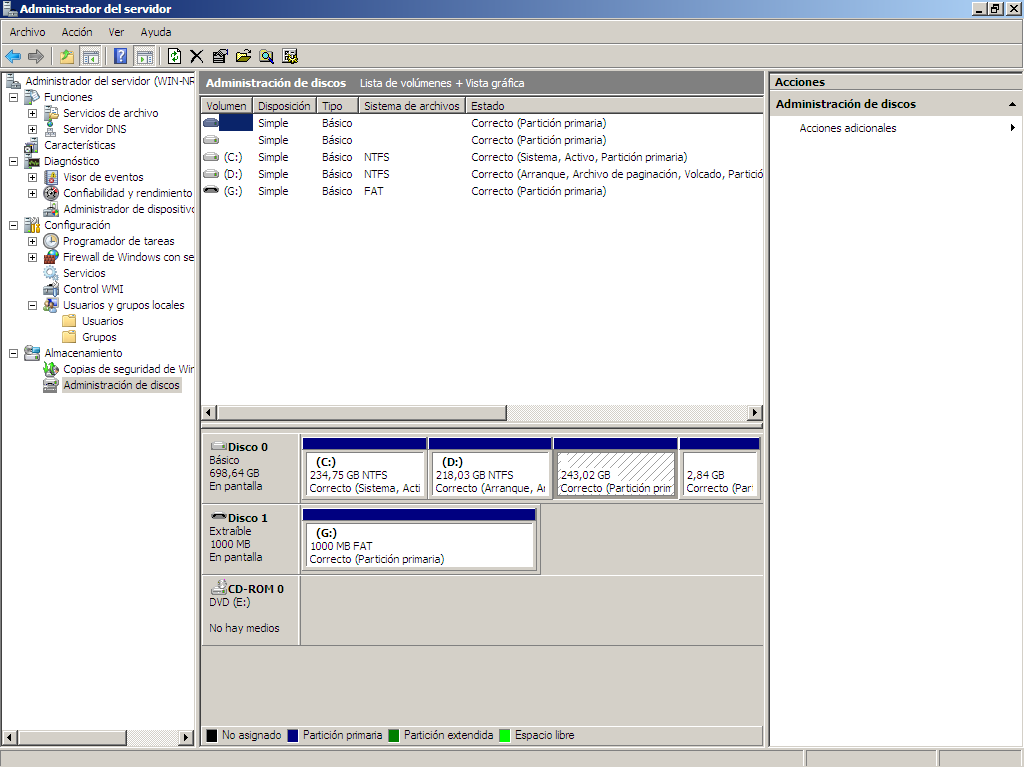 Administrador del servidor
Archivo Acción Ver Ayuda
Administrador del servidor (WIN-NR
Funciones
Servicios de archivo
Servidor DNS
Características
Diagnóstico
Visor de eventos
Confiabilidad y rendimiento
Administrador de dispositivo
Configuración
Programador de tareas
Firewall de Windows con se
Servicios
Control WMI
Usuarios y grupos locales
Usuarios
Grupos
Almacenamiento
Copias de seguridad de Win
Administración de discos
Administración de discos Lista de volúmenes + Vista gráfica
Volumen Disposición Tipo Sistema de archivos Estado
Simple Básico Correcto (Partición primaria)
Simple Básico Correcto (Partición primaria)
(C:) Simple Básico NTFS Correcto (Sistema, Activo, Partición primaria)
(D:) Simple Básico NTFS Correcto (Arranque, Archivo de paginación, Volcado, Partició
(G:) Simple Básico FAT Correcto (Partición primaria)
Disco 0
Básico
698,64 GB
En pantalla
(C:)
234,75 GB NTFS
Correcto (Sistema, Acti
(D:)
218,03 GB NTFS
Correcto (Arranque, Ar
243,02 GB
Correcto (Partición prim
2,84 GB
Correcto (Par
Disco 1
Extraíble
1000 MB
En pantalla
(G:)
1000 MB FAT
Correcto (Partición primaria)
CD-ROM 0
DVD (E:)
No hay medios
No asignado Partición primaria Partición extendida Espacio libre
Acciones
Administración de discos
Acciones adicionales